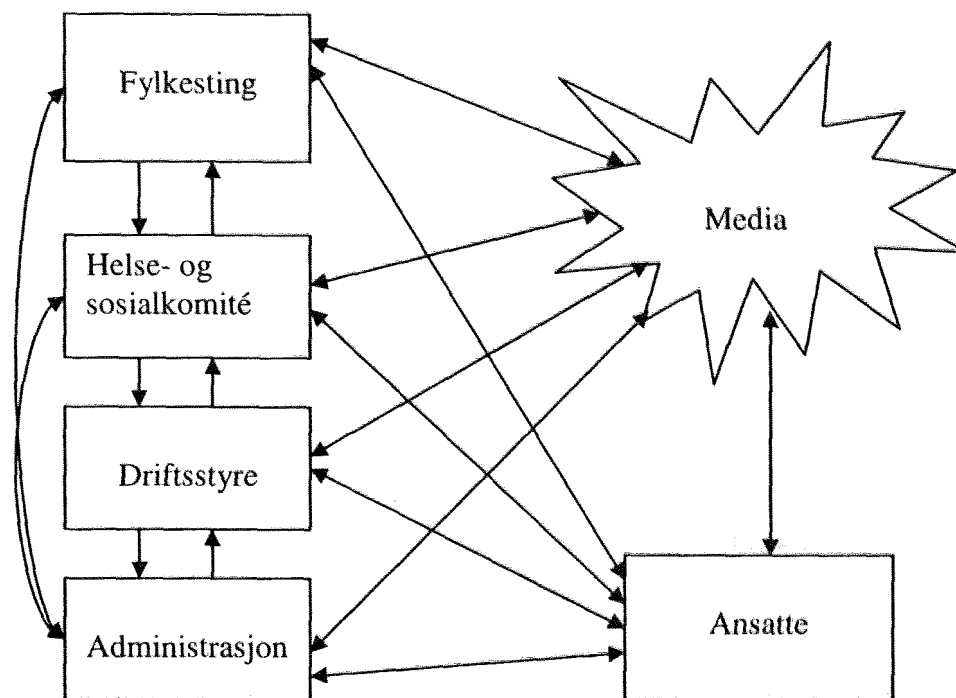 Fylkesting
Media
Helse- og
sosialkomité
Driftsstyre
Ansatte
Administrasjon